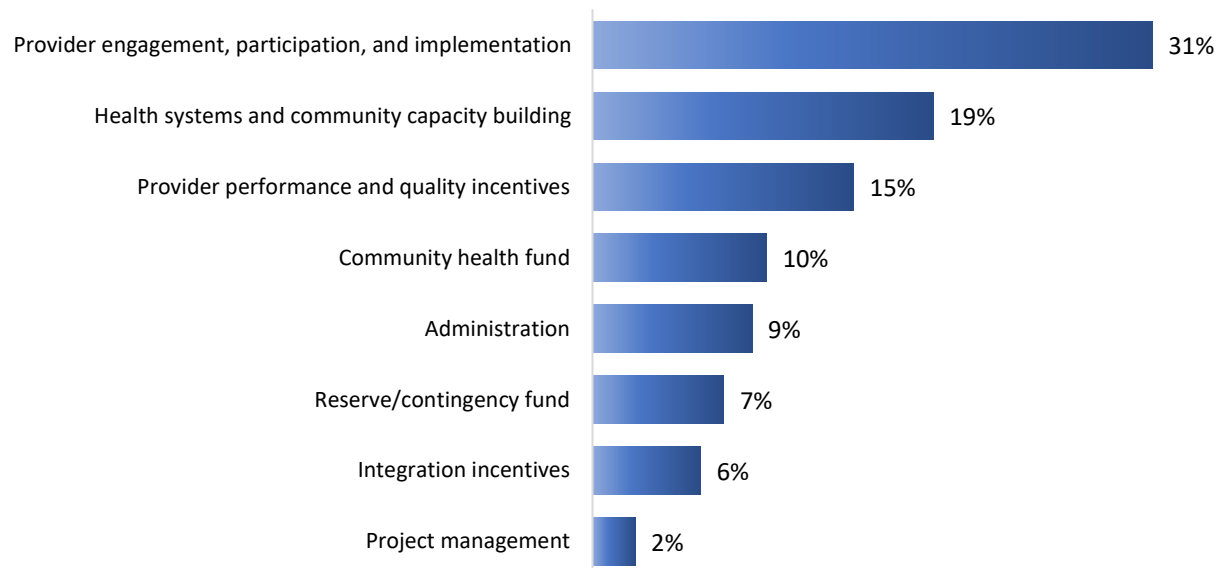 Provider engagement, participation, and implementation 31%
Health systems and community capacity building 19%
Provider performance and quality incentives 15%
Community health fund 10%
Administration 9%
Reserve/contingency fund 7%
Integration incentives 6%
Project management 2%